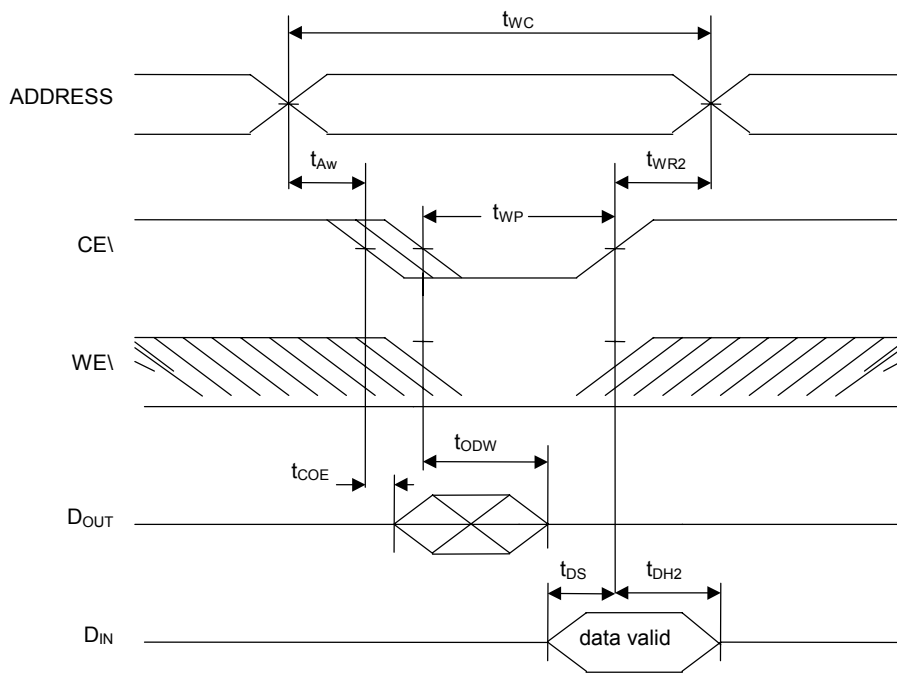 tWC
ADDRESS
tAw
tWR2
tWP
CE\
WE\
tODW
tCOE
DOUT
tDS
tDH2
DIN
data valid